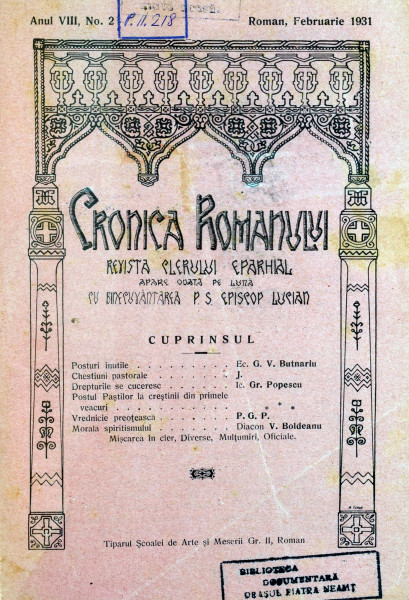 Anul VIII, No. 2
P.II.218
Roman, Februarie 1931
CRONICA ROMANULUI
REVISTA CLERULUI EPARHIAL
APARE ODATĂ PE LUNĂ
CU BINECUVÂNTAREA P. S. EPISCOP LUCIAN
CUPRINSUL
Posturi inutile . . . . . . . . . . Ec. G. V. Butnariu
Chestiuni pastorale . . . . . . . . J.
Drepturile se cuceresc . . . . . . . Ic. Gr. Popescu
Postul Paştilor la creştinii din primele
veacuri . . . . . . . . . .
Vrednicie preoţească . . . . . . . P. G. P.
Morala spiritismului . . . . . . . Diacon V. Boldeanu
Mişcarea în cler, Diverse, Mulţumiri, Oficiale.
Tiparul Şcoalei de Arte şi Meserii Gr. II, Roman
BIBLIOTECA
DOCUMENTARĂ
ORAŞUL PIATRA NEAMŢ